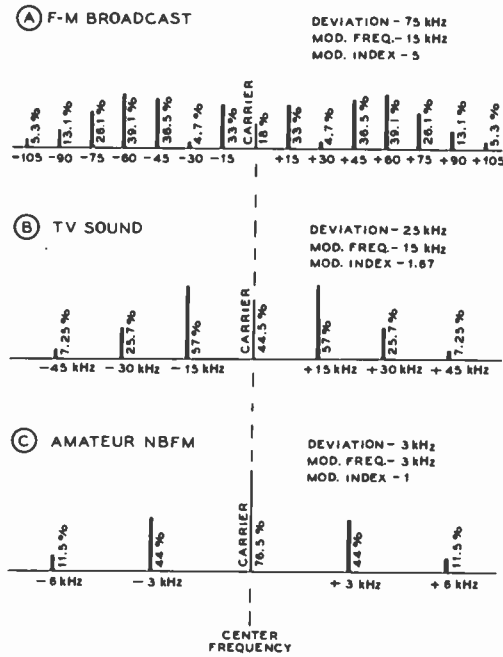 A F-M BROADCAST
DEVIATION - 75 kHz
MOD. FREQ. - 15 kHz
MOD. INDEX - 5
5.3 %
13.1 %
26.1 %
39.1 %
36.5 %
4.7 %
33 %
CARRIER
18 %
33 %
4.7 %
36.5 %
39.1 %
26.1 %
13.1 %
5.3 %
-105 -90 -75 -60 -45 -30 -15 +15 +30 +45 +60 +75 +90 +105
B TV SOUND
DEVIATION - 25 kHz
MOD. FREQ. - 15 kHz
MOD. INDEX - 1.67
7.25 %
25.7 %
57 %
CARRIER
44.5 %
57 %
25.7 %
7.25 %
-45 kHz -30 kHz -15 kHz +15 kHz +30 kHz +45 kHz
C AMATEUR NBFM
DEVIATION - 3 kHz
MOD. FREQ. - 3 kHz
MOD. INDEX - 1
11.5 %
44 %
CARRIER
76.5 %
44 %
11.5 %
-6 kHz -3 kHz +3 kHz +6 kHz
CENTER
FREQUENCY